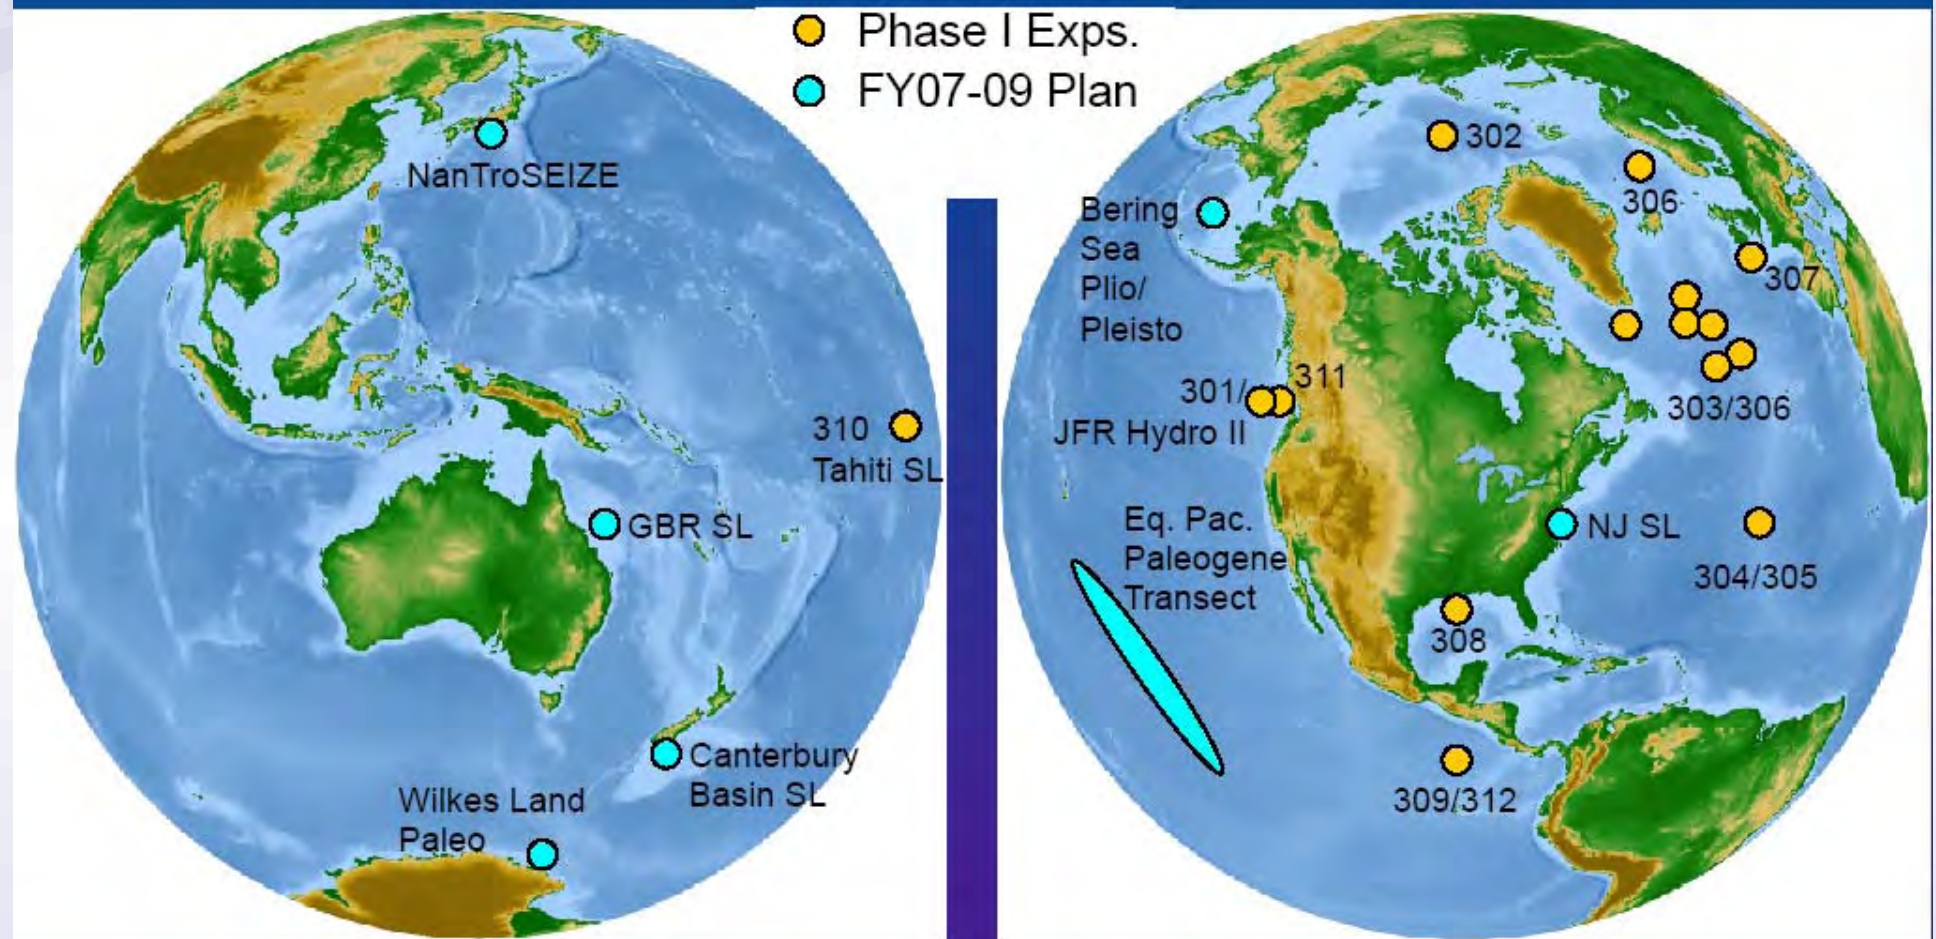 Phase I Exps.
FY07-09 Plan
NanTroSEIZE
310
Tahiti SL
GBR SL
Canterbury
Basin SL
Wilkes Land
Paleo
302
306
Bering
Sea
Plio/
Pleisto
307
301/
311
JFR Hydro II
303/306
Eq. Pac.
Paleogene
Transect
NJ SL
304/305
308
309/312